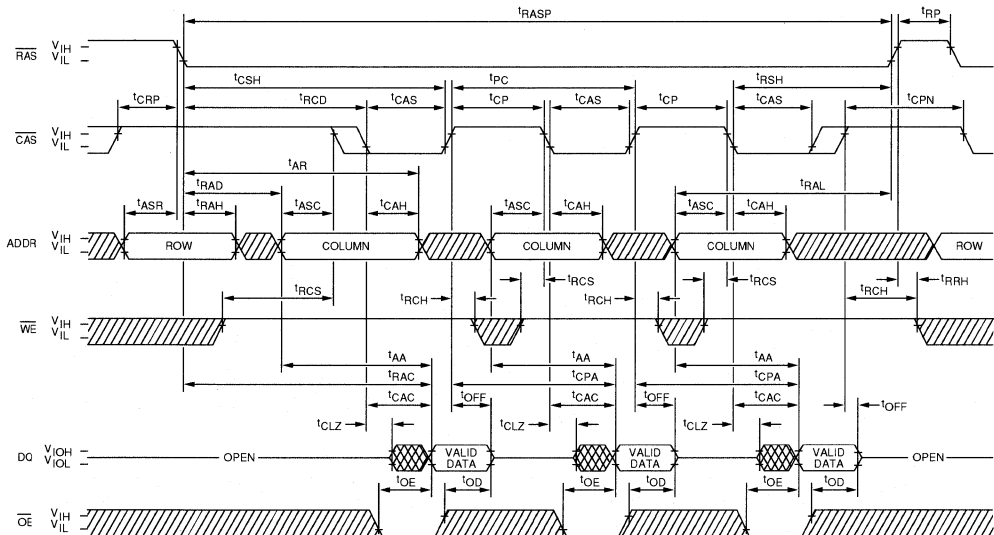 tRASP tRP
RAS VIH
VIL
tCSH tPC tRSH
tCRP tRCD tCAS tCP tCAS tCP tCAS tCPN
CAS VIH
VIL
tAR
tRAD tRAL
tASR tRAH tASC tCAH tASC tCAH tASC tCAH
ADDR VIH
VIL ROW COLUMN COLUMN COLUMN ROW
tRCS tRCH tRCS tRCH tRCS tRCH tRRH
WE VIH
VIL
tAA tAA tAA
tRAC tCPA tCPA
tCAC tOFF tCAC tOFF tCAC tOFF
tCLZ tCLZ tCLZ
DQ VIOH
VIOL OPEN VALID DATA VALID DATA VALID DATA OPEN
tOE tOD tOE tOD tOE tOD
OE VIH
VIL